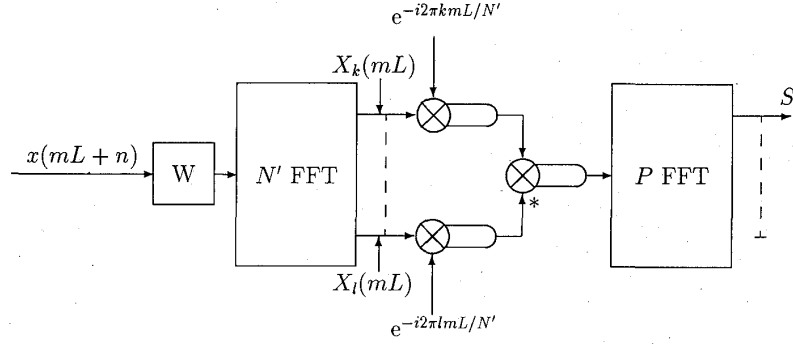 e^{-i2πkmL/N'}
X_k(mL)
S
x(mL + n)
W
N' FFT
P FFT
*
X_l(mL)
e^{-i2πlmL/N'}